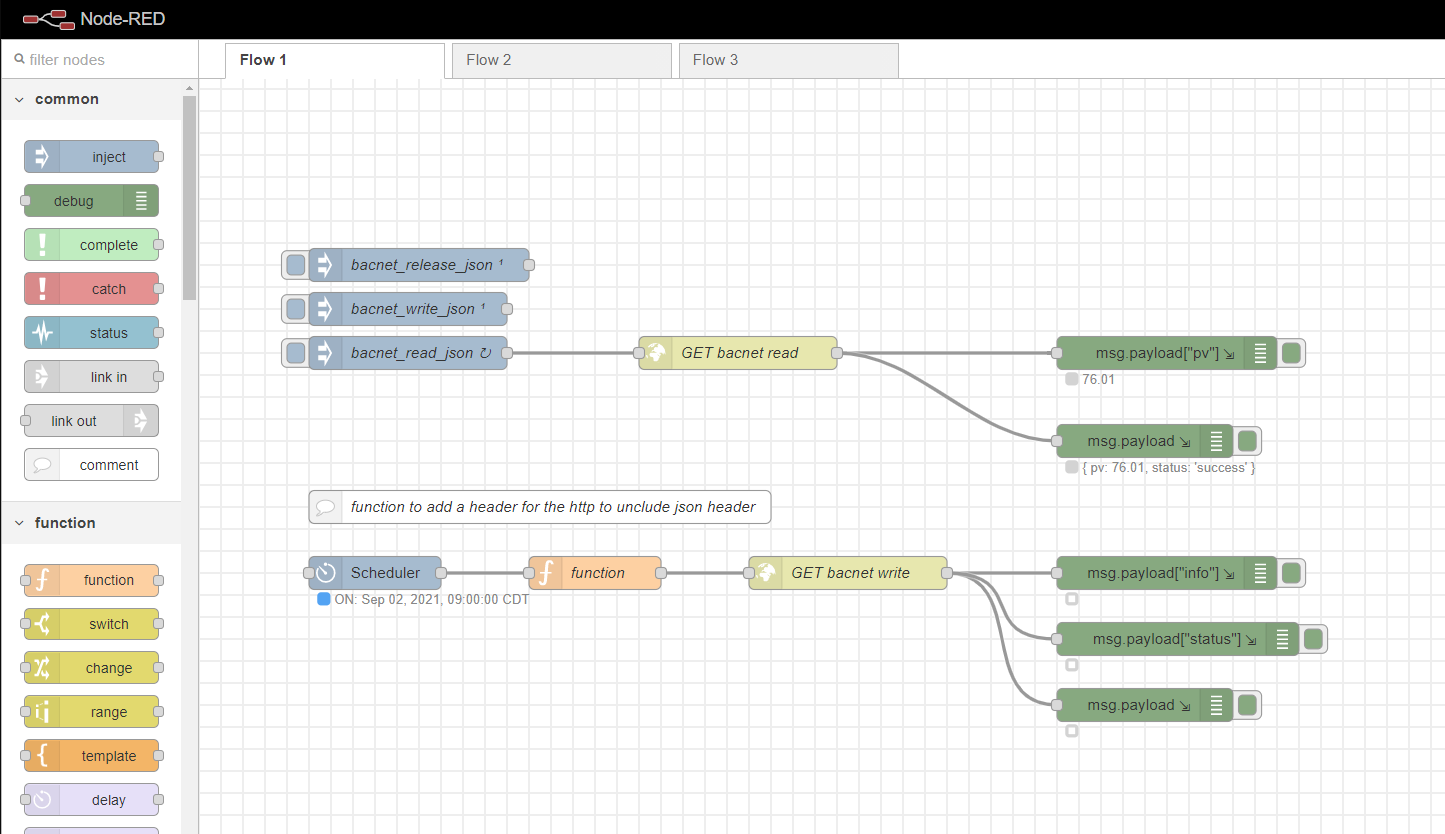 Node-RED
filter nodes
Flow 1
Flow 2
Flow 3
common
inject
debug
complete
catch
status
link in
link out
comment
function
function
switch
change
range
template
delay
bacnet_release_json ¹
bacnet_write_json ¹
bacnet_read_json ↻
GET bacnet read
msg.payload["pv"] ⇲
76.01
msg.payload ⇲
{ pv: 76.01, status: 'success' }
function to add a header for the http to unclude json header
Scheduler
ON: Sep 02, 2021, 09:00:00 CDT
function
GET bacnet write
msg.payload["info"] ⇲
msg.payload["status"] ⇲
msg.payload ⇲